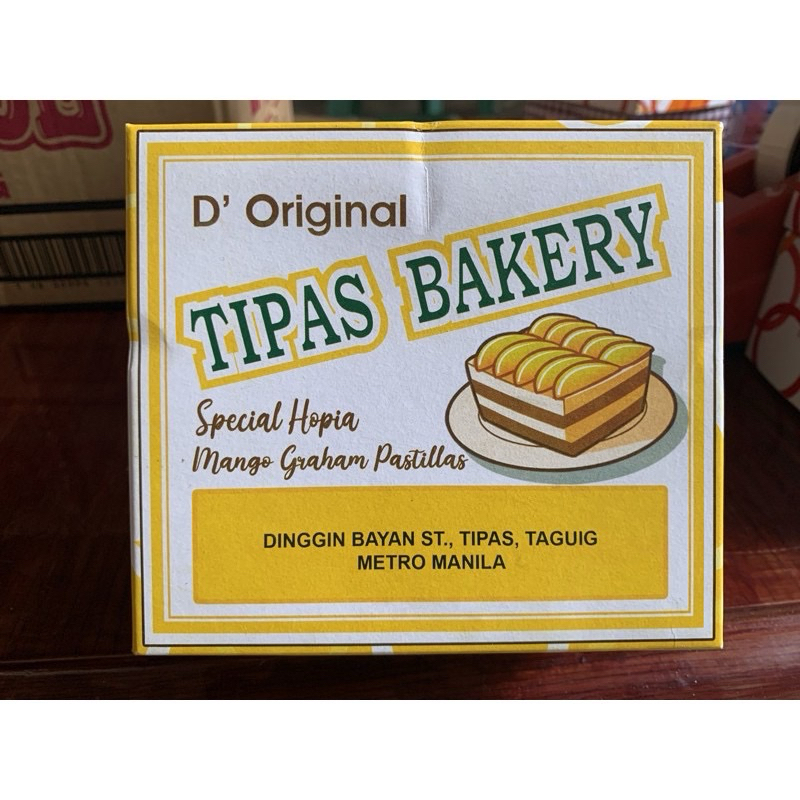 D' Original
TIPAS BAKERY
Special Hopia
Mango Graham Pastillas
DINGGIN BAYAN ST., TIPAS, TAGUIG
METRO MANILA